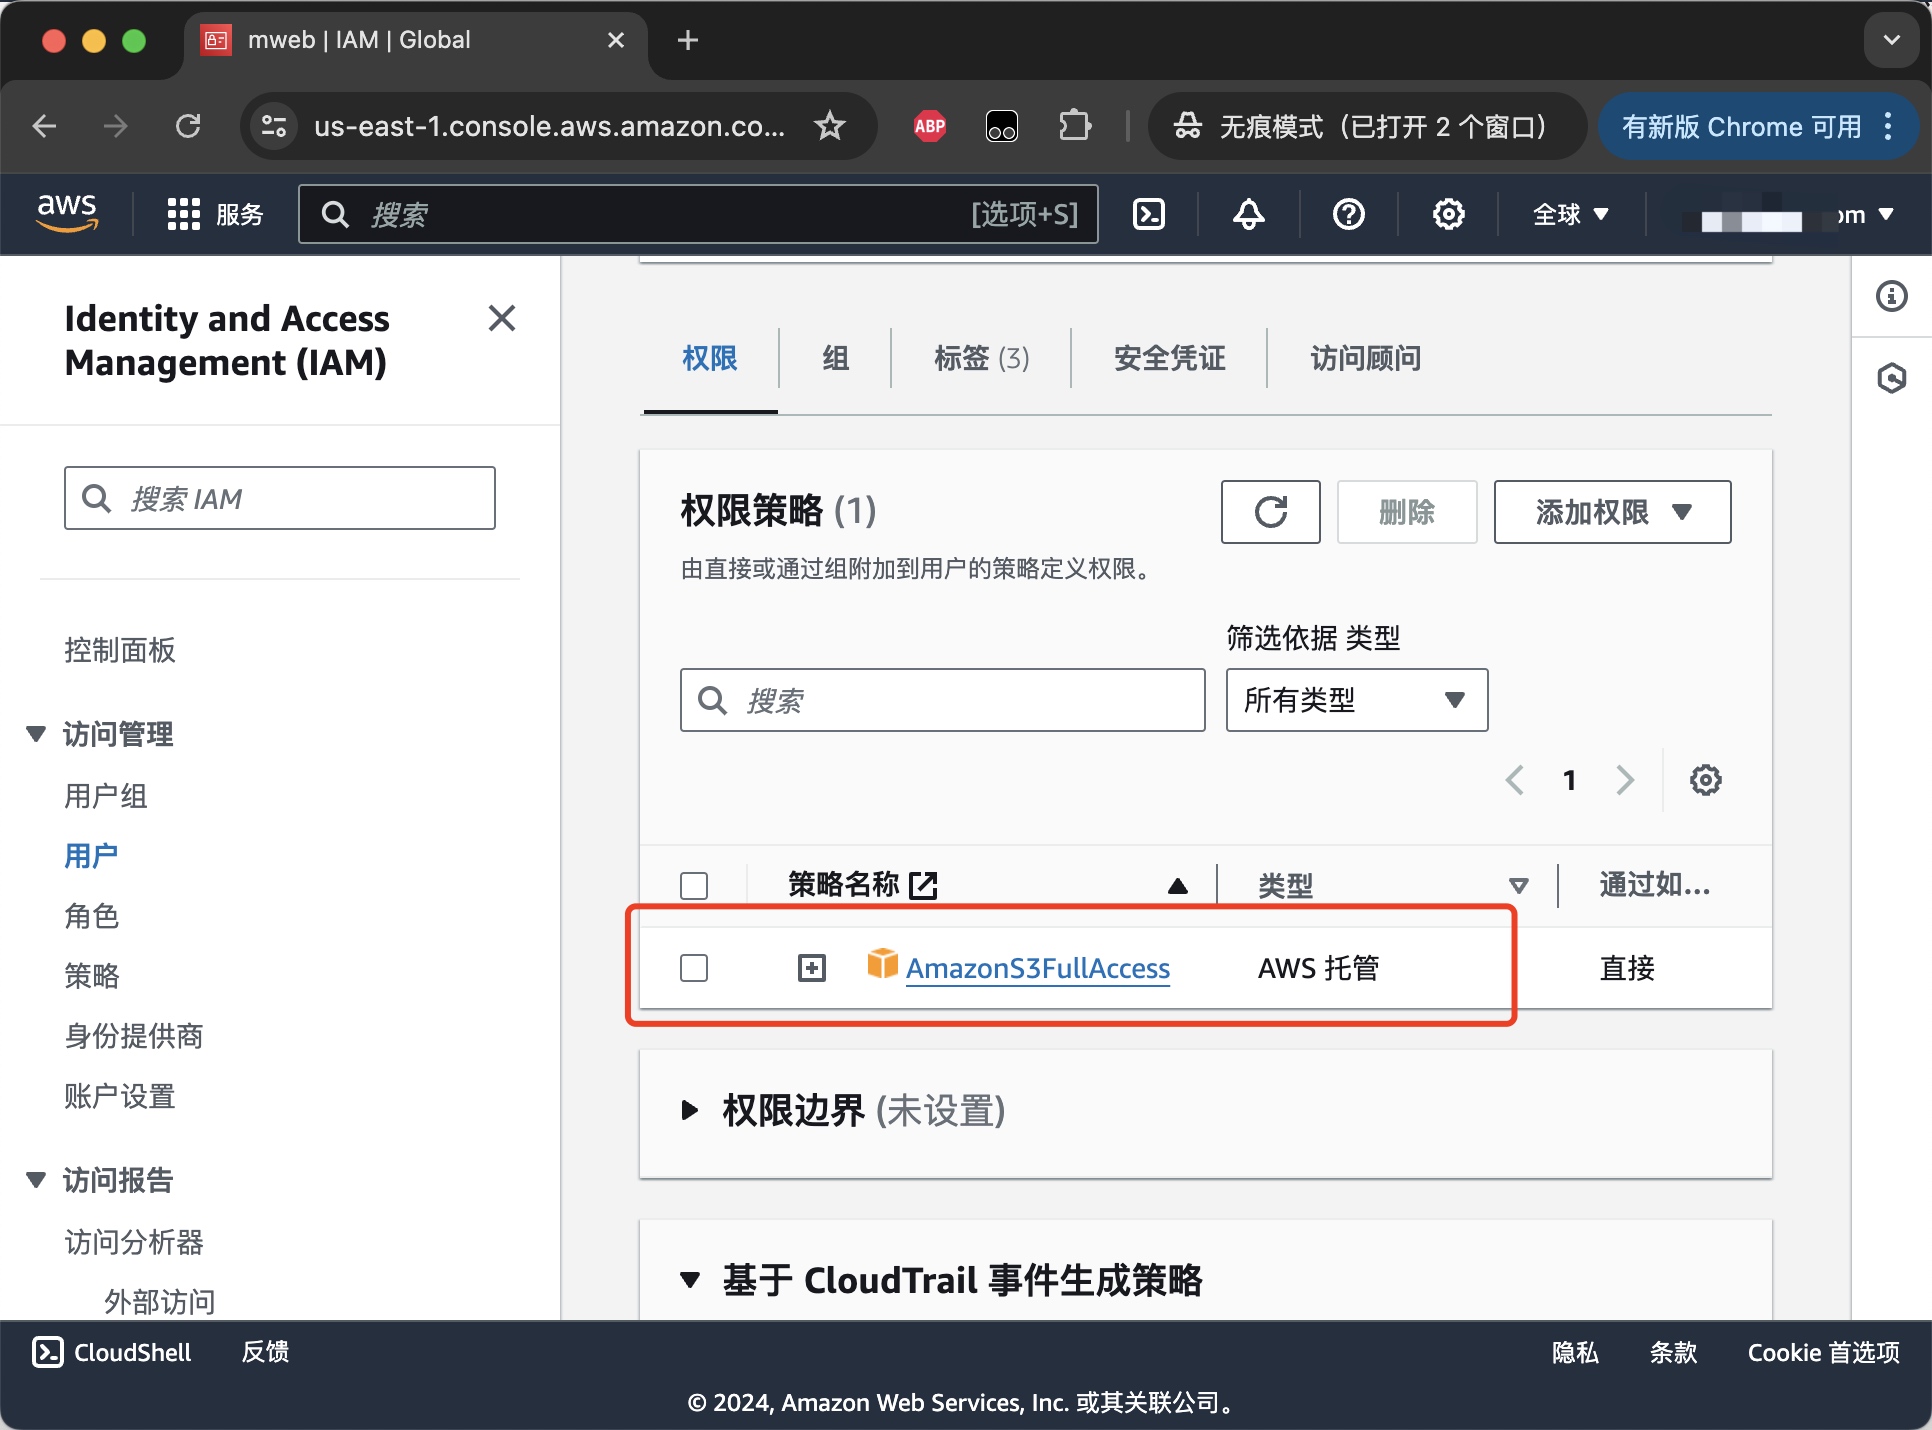 mweb | IAM | Global
us-east-1.console.aws.amazon.co...
ABP
无痕模式（已打开 2 个窗口）
有新版 Chrome 可用
aws
服务
搜索
[选项+S]
全球
om
Identity and Access
Management (IAM)
搜索 IAM
控制面板
访问管理
用户组
用户
角色
策略
身份提供商
账户设置
访问报告
访问分析器
外部访问
权限
组
标签 (3)
安全凭证
访问顾问
权限策略 (1)
删除
添加权限
由直接或通过组附加到用户的策略定义权限。
筛选依据 类型
搜索
所有类型
1
策略名称
类型
通过如...
AmazonS3FullAccess
AWS 托管
直接
权限边界 (未设置)
基于 CloudTrail 事件生成策略
CloudShell
反馈
隐私
条款
Cookie 首选项
© 2024, Amazon Web Services, Inc. 或其关联公司。